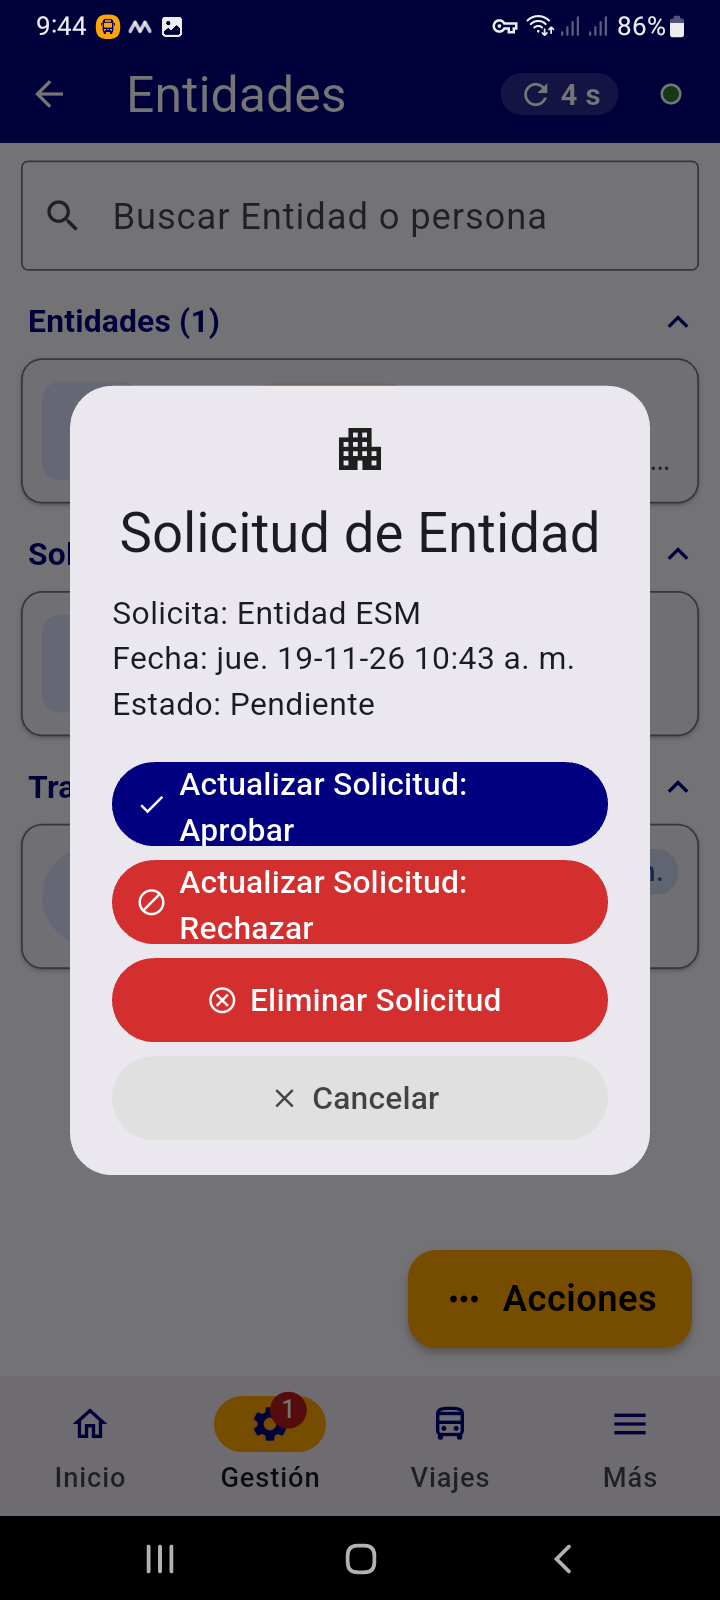 9:44
86%
Entidades
4 s
Buscar Entidad o persona
Entidades (1)
...
Sol
Solicitud de Entidad
Solicita: Entidad ESM
Fecha: jue. 19-11-26 10:43 a. m.
Estado: Pendiente
Tra
Actualizar Solicitud:
Aprobar
Actualizar Solicitud:
Rechazar
Eliminar Solicitud
Cancelar
Acciones
1
Inicio
Gestión
Viajes
Más